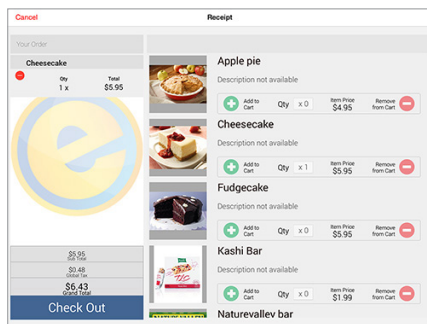 Cancel
Receipt
Your Order
Cheesecake
Qty Total
1 x $5.95
$5.95
Sub Total
$0.48
Global Tax
$6.43
Grand Total
Check Out
Apple pie
Description not available
Add to Cart Qty x 0 Item Price $4.95 Remove from Cart
Cheesecake
Description not available
Add to Cart Qty x 1 Item Price $5.95 Remove from Cart
Fudgecake
Description not available
Add to Cart Qty x 0 Item Price $5.95 Remove from Cart
Kashi Bar
Description not available
Add to Cart Qty x 0 Item Price $1.99 Remove from Cart
Naturevalley bar